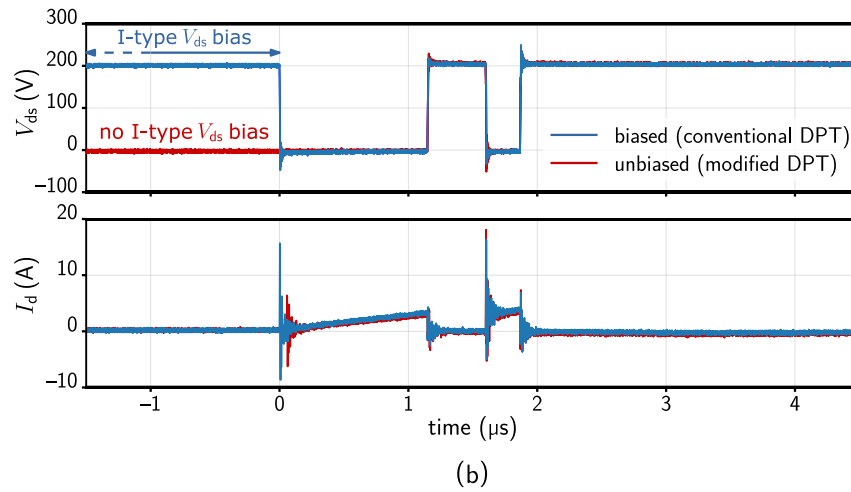 I-type Vds bias
300
200
100
0
−100
Vds (V)
no I-type Vds bias
biased (conventional DPT)
unbiased (modified DPT)
20
10
0
−10
Id (A)
−1
0
1
2
3
4
time (μs)
(b)